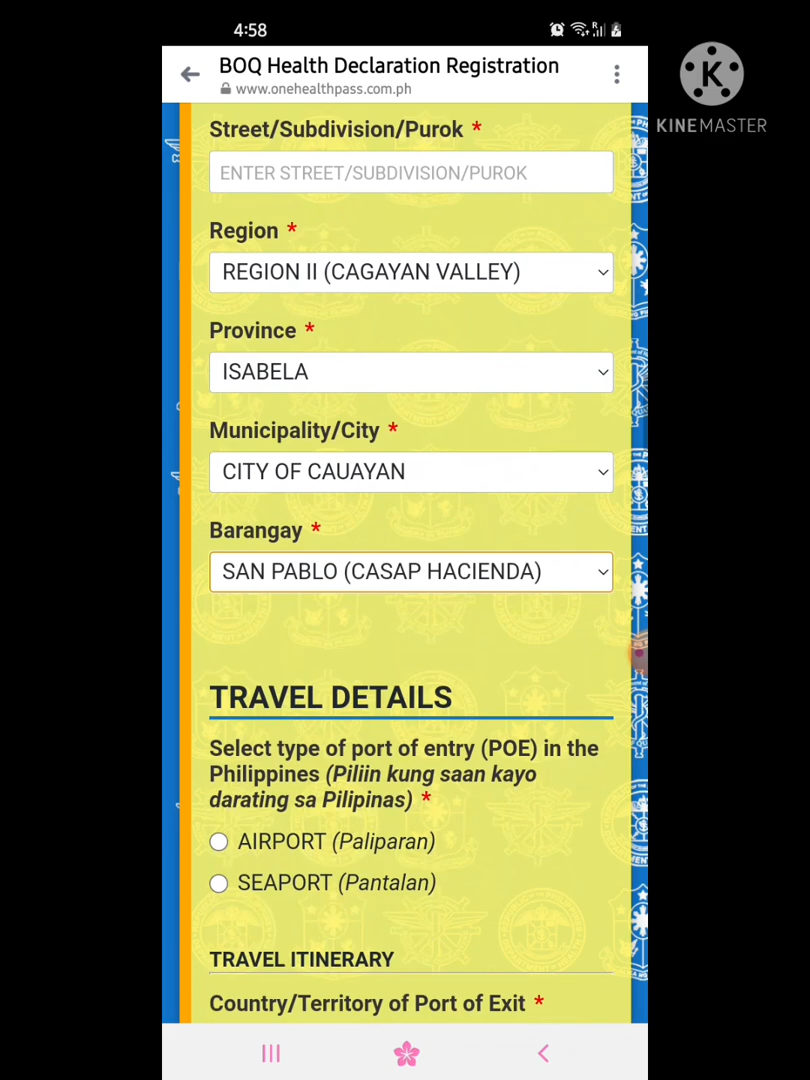 4:58
BOQ Health Declaration Registration
www.onehealthpass.com.ph
K
KINEMASTER
Street/Subdivision/Purok *
ENTER STREET/SUBDIVISION/PUROK
Region *
REGION II (CAGAYAN VALLEY)
Province *
ISABELA
Municipality/City *
CITY OF CAUAYAN
Barangay *
SAN PABLO (CASAP HACIENDA)
TRAVEL DETAILS
Select type of port of entry (POE) in the
Philippines (Piliin kung saan kayo
darating sa Pilipinas) *
AIRPORT (Paliparan)
SEAPORT (Pantalan)
TRAVEL ITINERARY
Country/Territory of Port of Exit *